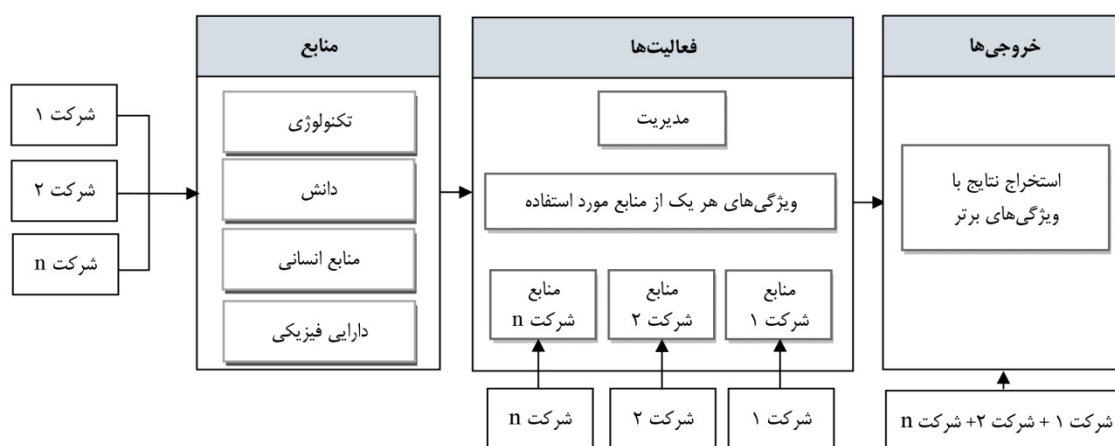 منابع
فعالیت‌ها
خروجی‌ها
شرکت ۱
شرکت ۲
شرکت n
تکنولوژی
دانش
منابع انسانی
دارایی فیزیکی
مدیریت
ویژگی‌های هر یک از منابع مورد استفاده
منابع
شرکت n
منابع
شرکت ۲
منابع
شرکت ۱
شرکت n
شرکت ۲
شرکت ۱
استخراج نتایج با
ویژگی‌های برتر
شرکت ۱ + شرکت ۲+ شرکت n